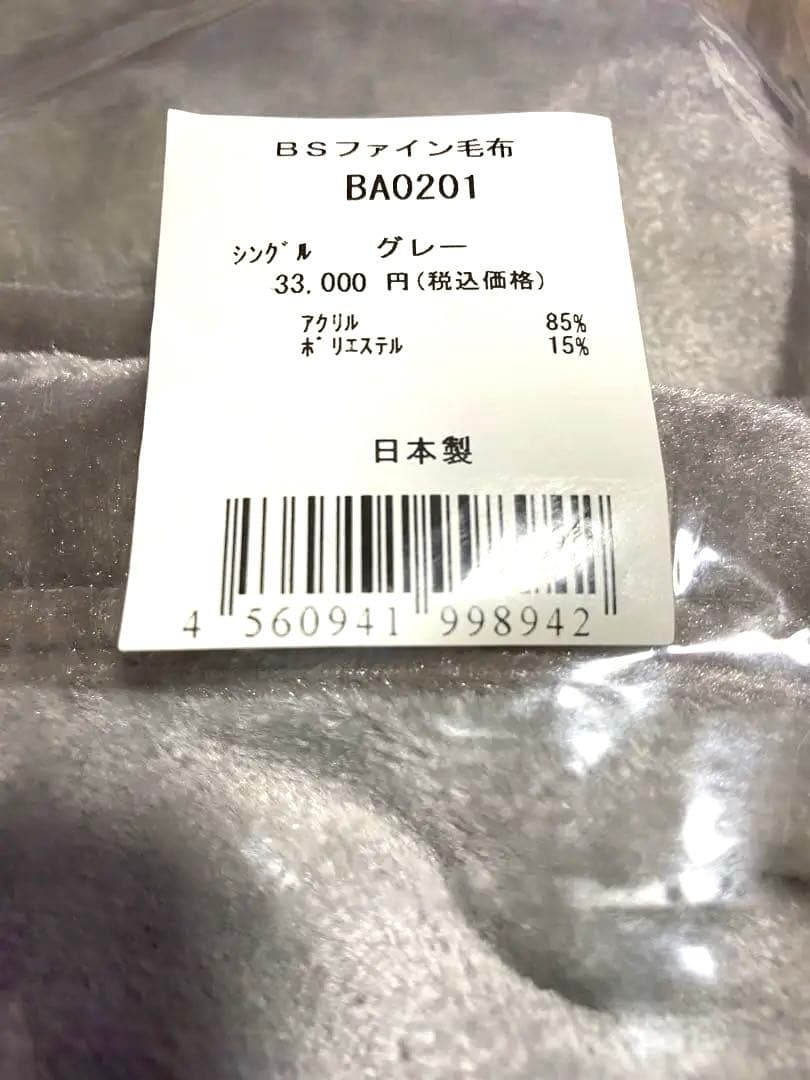 BSファイン毛布
BA0201
シングル グレー
33,000 円(税込価格)
アクリル 85%
ポリエステル 15%
日本製
4 560941 998942